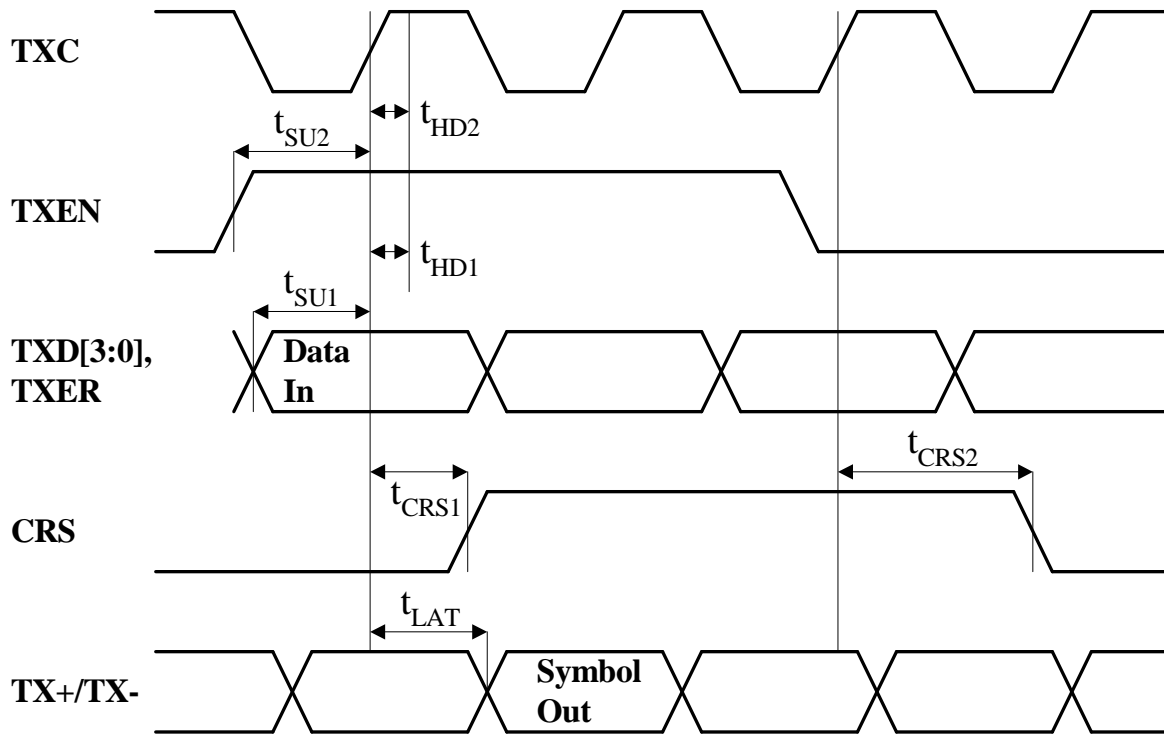 TXC
t_HD2
t_SU2
TXEN
t_HD1
t_SU1
TXD[3:0],
TXER
Data
In
t_CRS2
t_CRS1
CRS
t_LAT
TX+/TX-
Symbol
Out